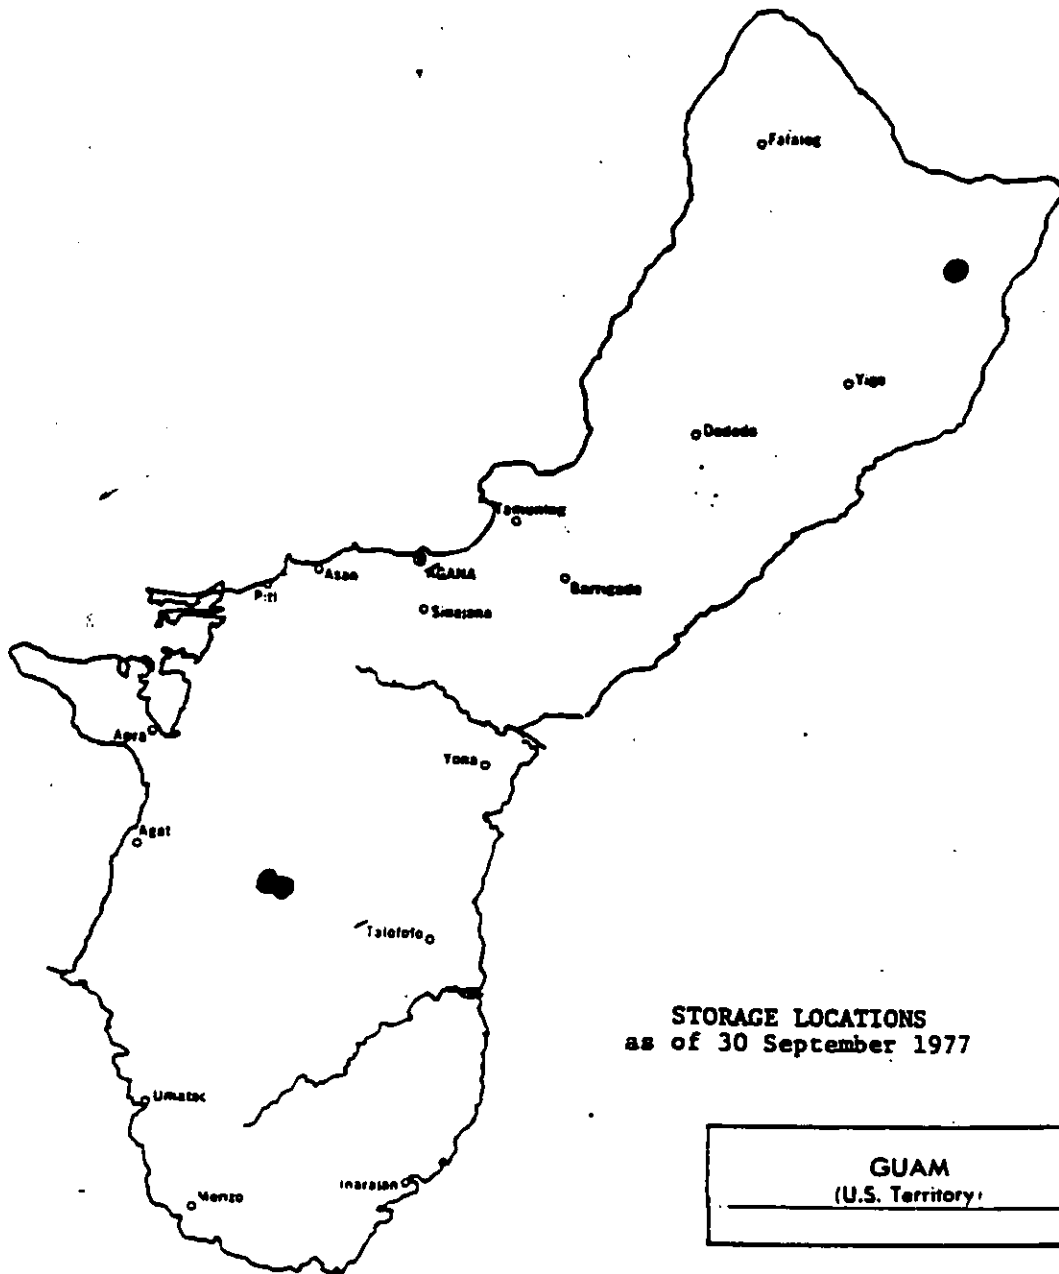 Fataiog
Yigo
Dededo
Tamuning
Asan
AGANA
Piti
Barrigada
Sinajana
Apra
Yona
Agat
Talofofo
STORAGE LOCATIONS
as of 30 September 1977
Umatac
GUAM
(U.S. Territory)
Inarajan
Merizo